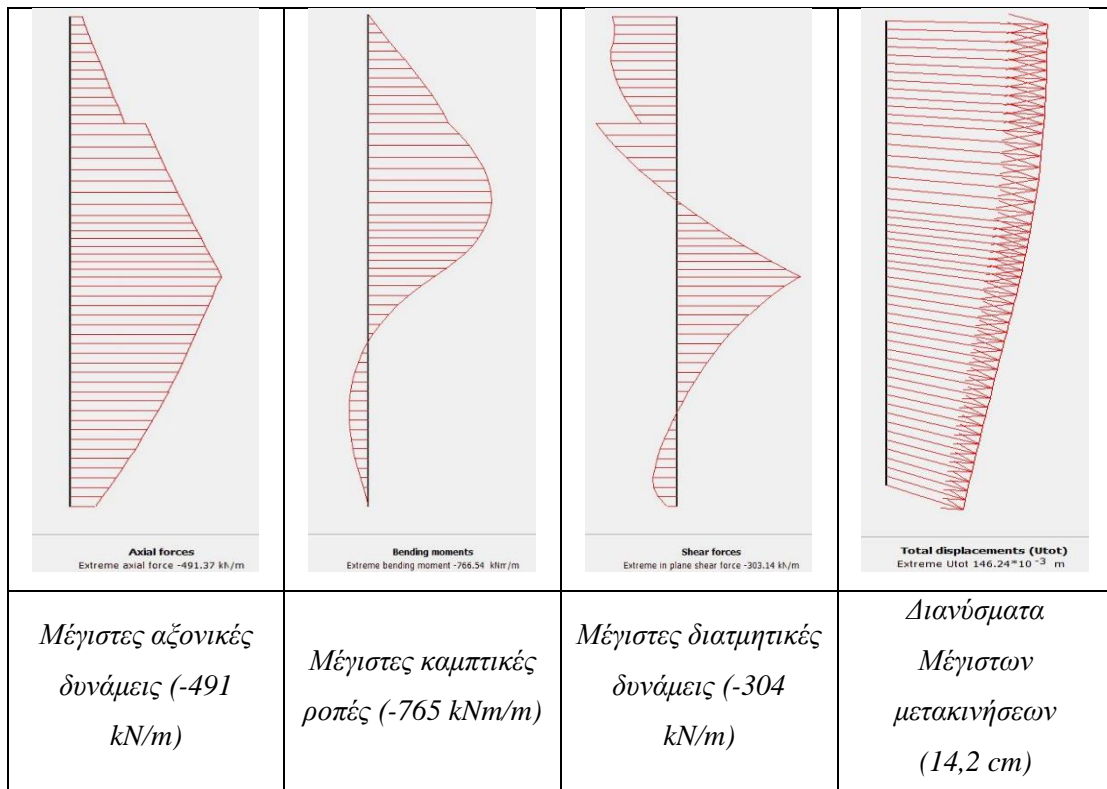 Axial forces
Extreme axial force -491.37 kN/m
Bending moments
Extreme bending moment -766.54 kNm/m
Shear forces
Extreme in plane shear force -303.14 kN/m
Total displacements (Utot)
Extreme Utot 146.24*10 -3 m
Μέγιστες αξονικές
δυνάμεις (-491
kN/m)
Μέγιστες καμπτικές
ροπές (-765 kNm/m)
Μέγιστες διατμητικές
δυνάμεις (-304
kN/m)
Διανύσματα
Μέγιστων
μετακινήσεων
(14,2 cm)